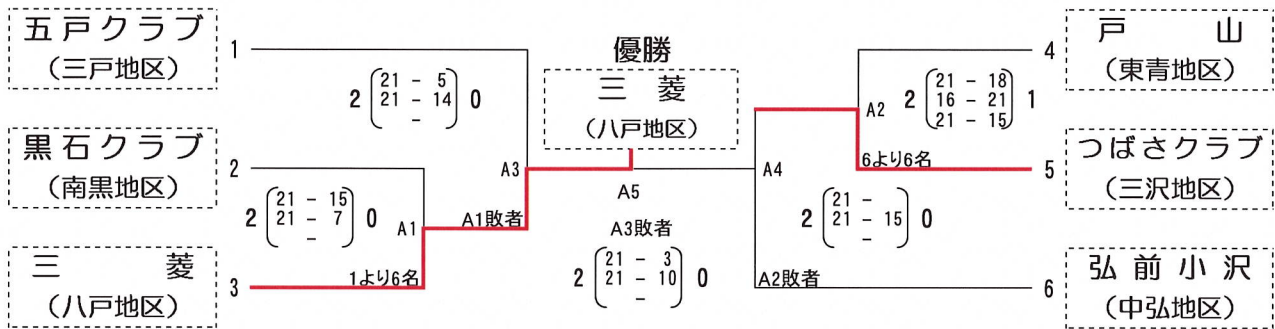 五戸クラブ
(三戸地区)
1
2 21 - 5 0
21 - 14
-
黒石クラブ
(南黒地区)
2
2 21 - 15 0
21 - 7
-
A1
A1敗者
A3
三 菱
(八戸地区)
3
1より6名
優勝
三 菱
(八戸地区)
A5
A3敗者
2 21 - 3 0
21 - 10
-
戸 山
(東青地区)
4
2 21 - 18 1
16 - 21
21 - 15
A2
6より6名
つばさクラブ
(三沢地区)
5
A4
2 21 - 0
21 - 15
-
A2敗者
弘前小沢
(中弘地区)
6